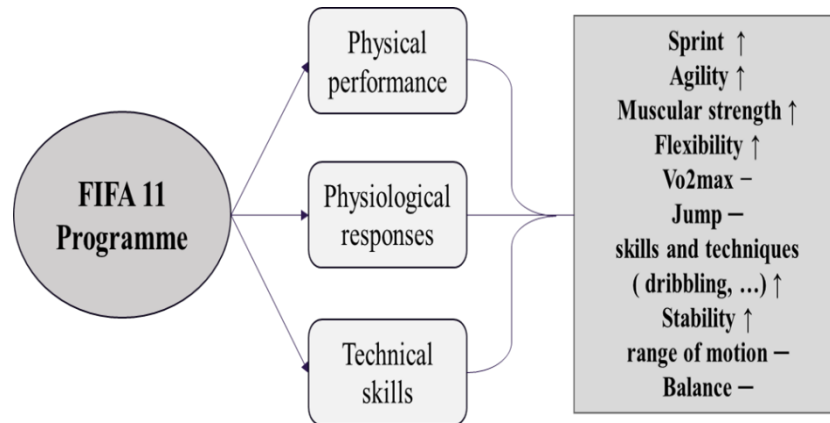 FIFA 11
Programme
Physical
performance
Physiological
responses
Technical
skills
Sprint ↑
Agility ↑
Muscular strength ↑
Flexibility ↑
Vo2max –
Jump –
skills and techniques
( dribbling, ...) ↑
Stability ↑
range of motion –
Balance –